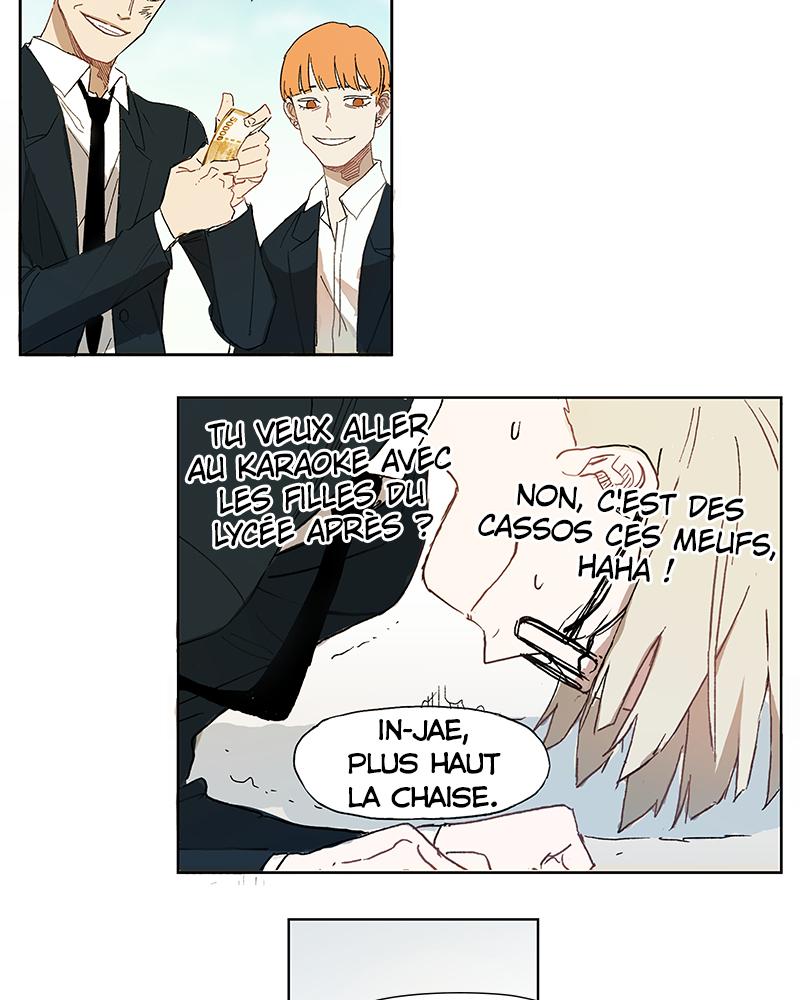 50000
TU VEUX ALLER
AU KARAOKE AVEC
LES FILLES DU
LYCÉE APRÈS ?
NON, C'EST DES
CASSOS CES MEUFS,
HAHA !
IN-JAE,
PLUS HAUT
LA CHAISE.